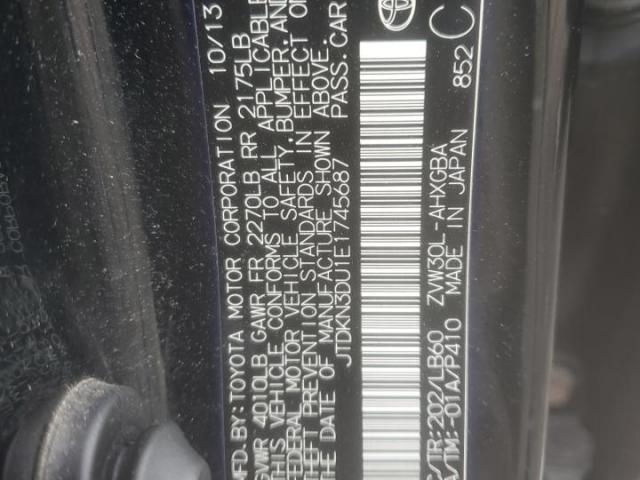 MFD. BY: TOYOTA MOTOR CORPORATION 10/13
GVWR 4010LB GAWR FR 2270LB RR 2175LB
THIS VEHICLE CONFORMS TO ALL APPLICABLE
FEDERAL MOTOR VEHICLE SAFETY, BUMPER, AND
THEFT PREVENTION STANDARDS IN EFFECT ON
THE DATE OF MANUFACTURE SHOWN ABOVE.
JTDKN3DU1E1745687 PASS. CAR
C/TR: 202/LB60 ZVW30L-AHXGBA
A/TM: -01A/P410 MADE IN JAPAN 852 C